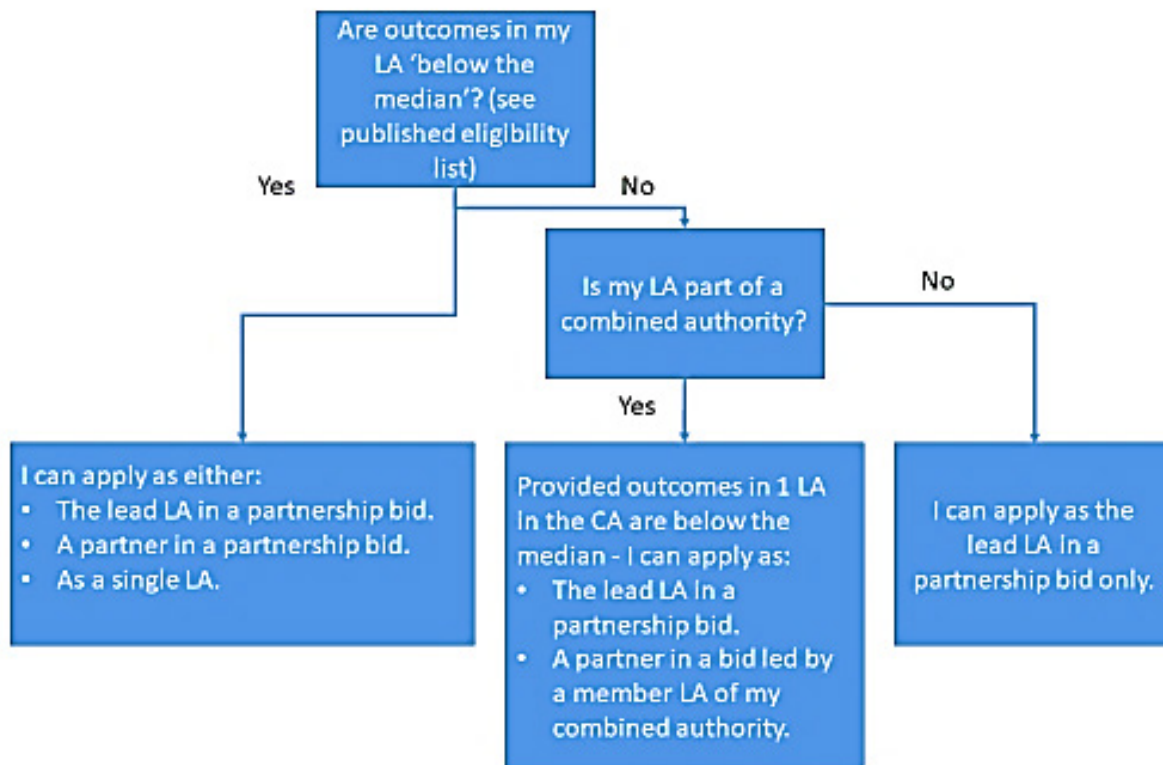 Are outcomes in my
LA ‘below the
median’? (see
published eligibility
list)
Yes
No
Is my LA part of a
combined authority?
No
Yes
I can apply as either:
• The lead LA in a partnership bid.
• A partner in a partnership bid.
• As a single LA.
Provided outcomes in 1 LA
in the CA are below the
median - I can apply as:
• The lead LA in a
partnership bid.
• A partner in a bid led by
a member LA of my
combined authority.
I can apply as the
lead LA in a
partnership bid only.